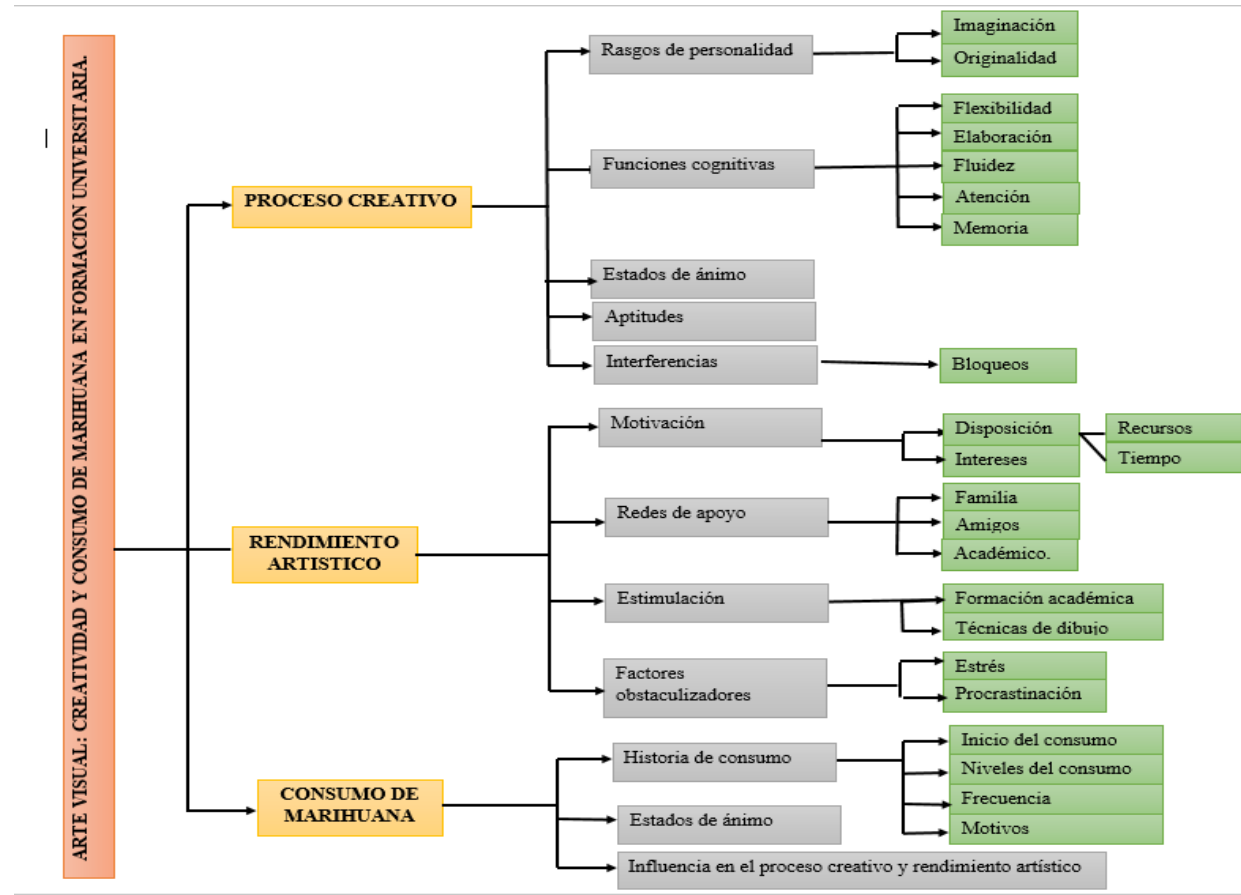 ARTE VISUAL: CREATIVIDAD Y CONSUMO DE MARIHUANA EN FORMACION UNIVERSITARIA.
PROCESO CREATIVO
Rasgos de personalidad
Imaginación
Originalidad
Funciones cognitivas
Flexibilidad
Elaboración
Fluidez
Atención
Memoria
Estados de ánimo
Aptitudes
Interferencias
Bloqueos
RENDIMIENTO
ARTISTICO
Motivación
Disposición
Intereses
Recursos
Tiempo
Redes de apoyo
Familia
Amigos
Académico.
Estimulación
Formación académica
Técnicas de dibujo
Factores
obstaculizadores
Estrés
Procrastinación
CONSUMO DE
MARIHUANA
Historia de consumo
Inicio del consumo
Niveles del consumo
Frecuencia
Motivos
Estados de ánimo
Influencia en el proceso creativo y rendimiento artístico